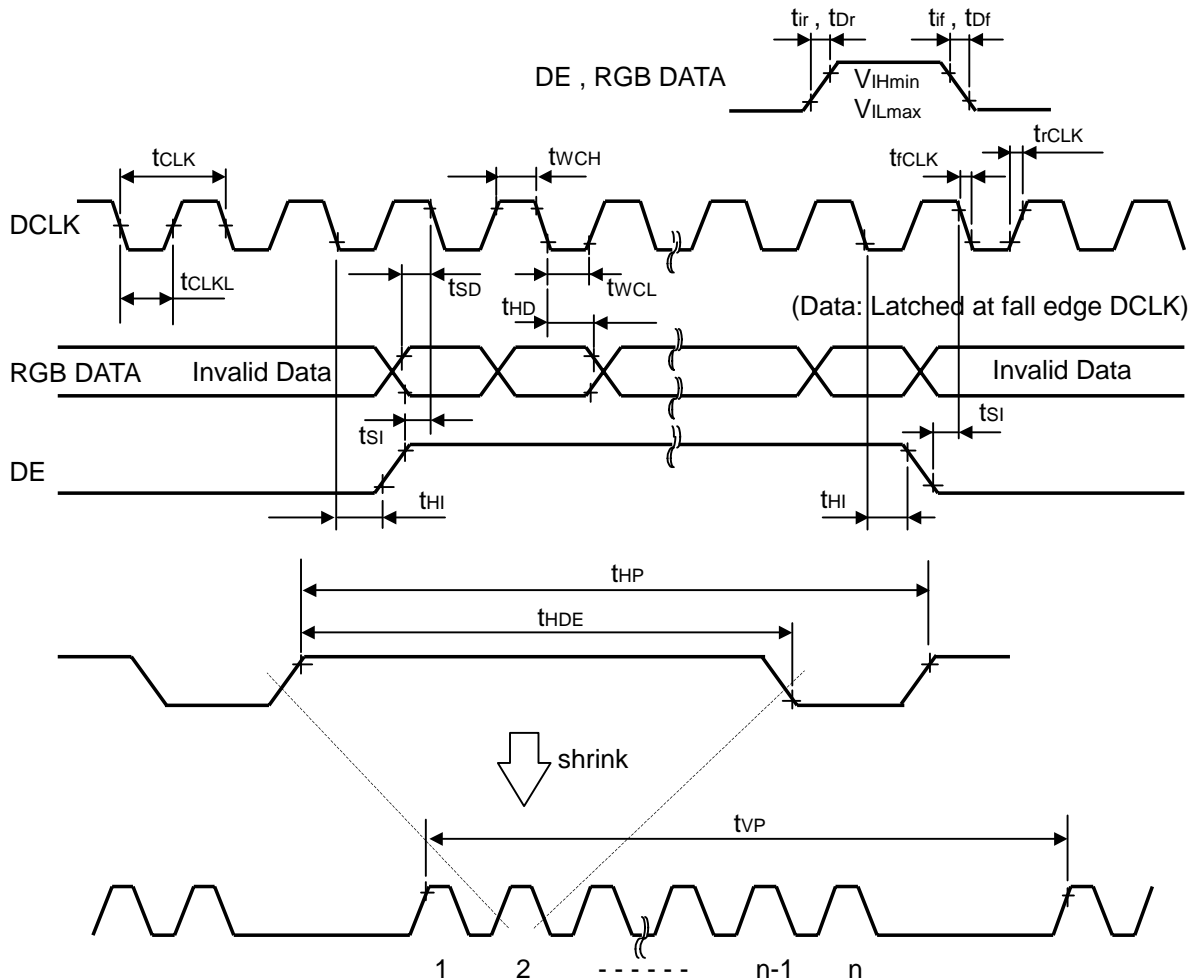 tir , tDr
tif , tDf
DE , RGB DATA
VIHmin
VILmax
tCLK
tWCH
tfCLK
trCLK
DCLK
tCLKL
tSD
tWCL
tHD
(Data: Latched at fall edge DCLK)
RGB DATA
Invalid Data
Invalid Data
tSI
tSI
DE
tHI
tHI
tHP
tHDE
shrink
tVP
1 2 - - - - - - n-1 n